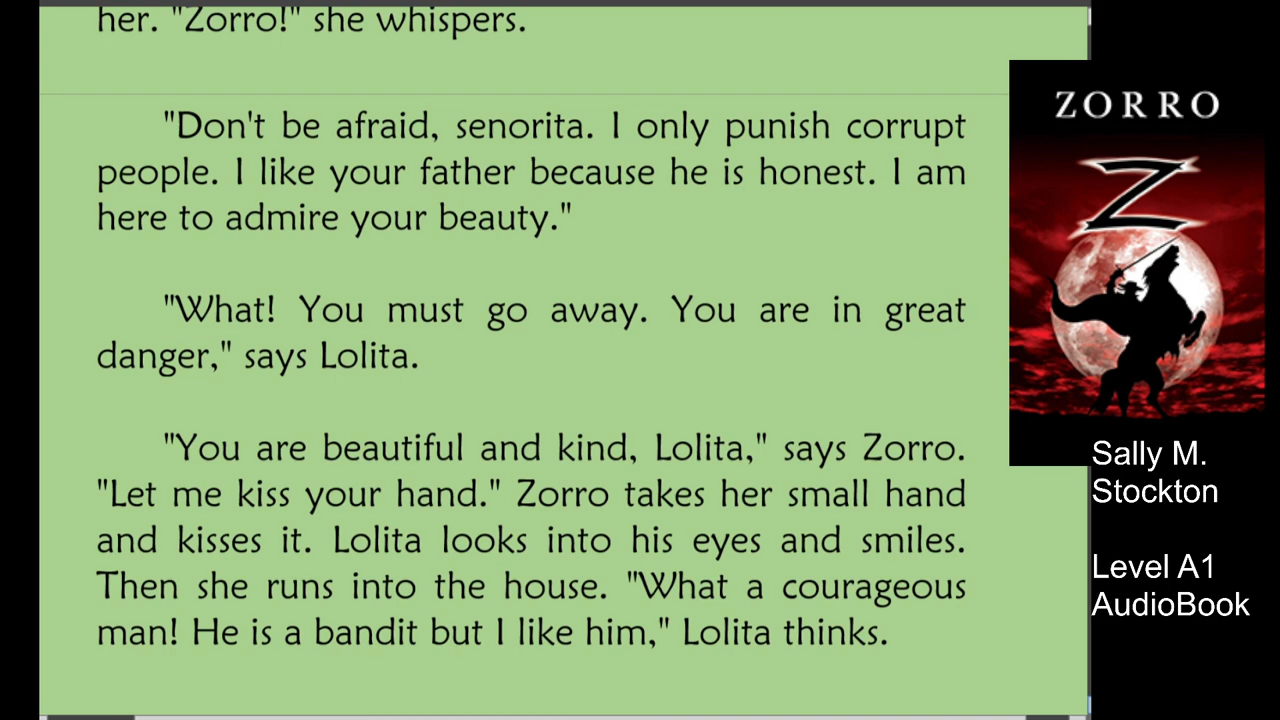 her. "Zorro!" she whispers.
"Don't be afraid, senorita. I only punish corrupt
people. I like your father because he is honest. I am
here to admire your beauty."
"What! You must go away. You are in great
danger," says Lolita.
"You are beautiful and kind, Lolita," says Zorro.
"Let me kiss your hand." Zorro takes her small hand
and kisses it. Lolita looks into his eyes and smiles.
Then she runs into the house. "What a courageous
man! He is a bandit but I like him," Lolita thinks.
ZORRO
Z
Sally M.
Stockton
Level A1
AudioBook